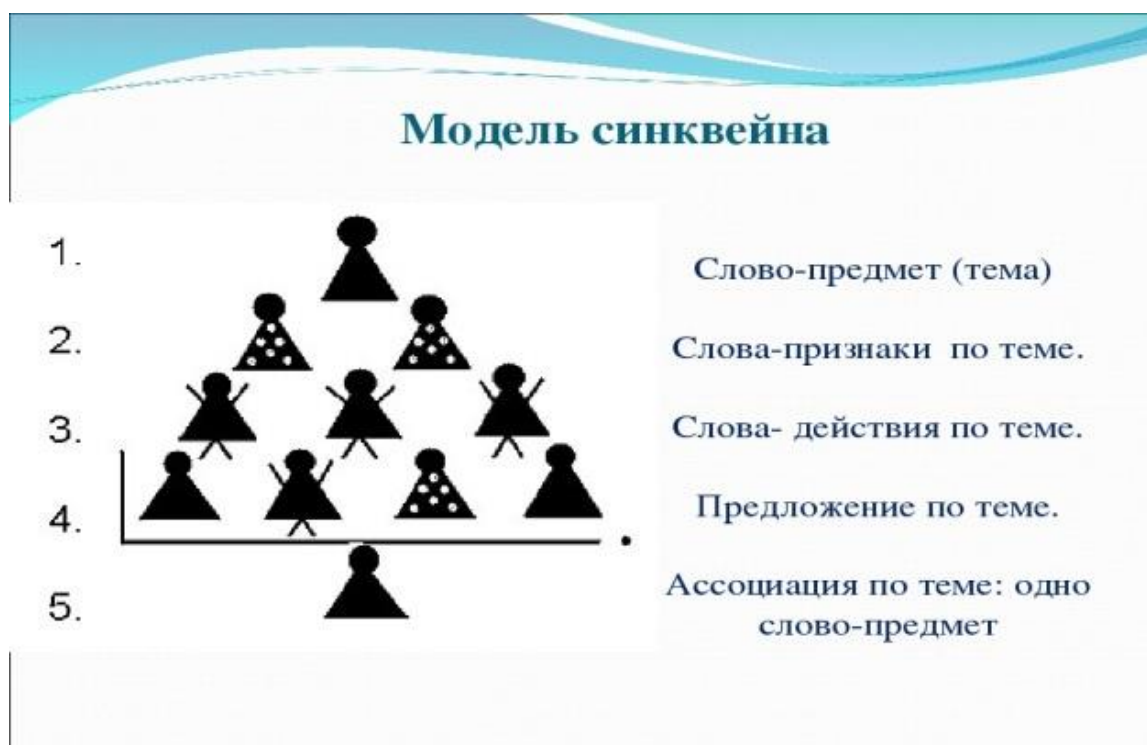 Модель синквейна
1.
Слово-предмет (тема)
2.
Слова-признаки по теме.
3.
Слова- действия по теме.
4.
Предложение по теме.
5.
Ассоциация по теме: одно
слово-предмет